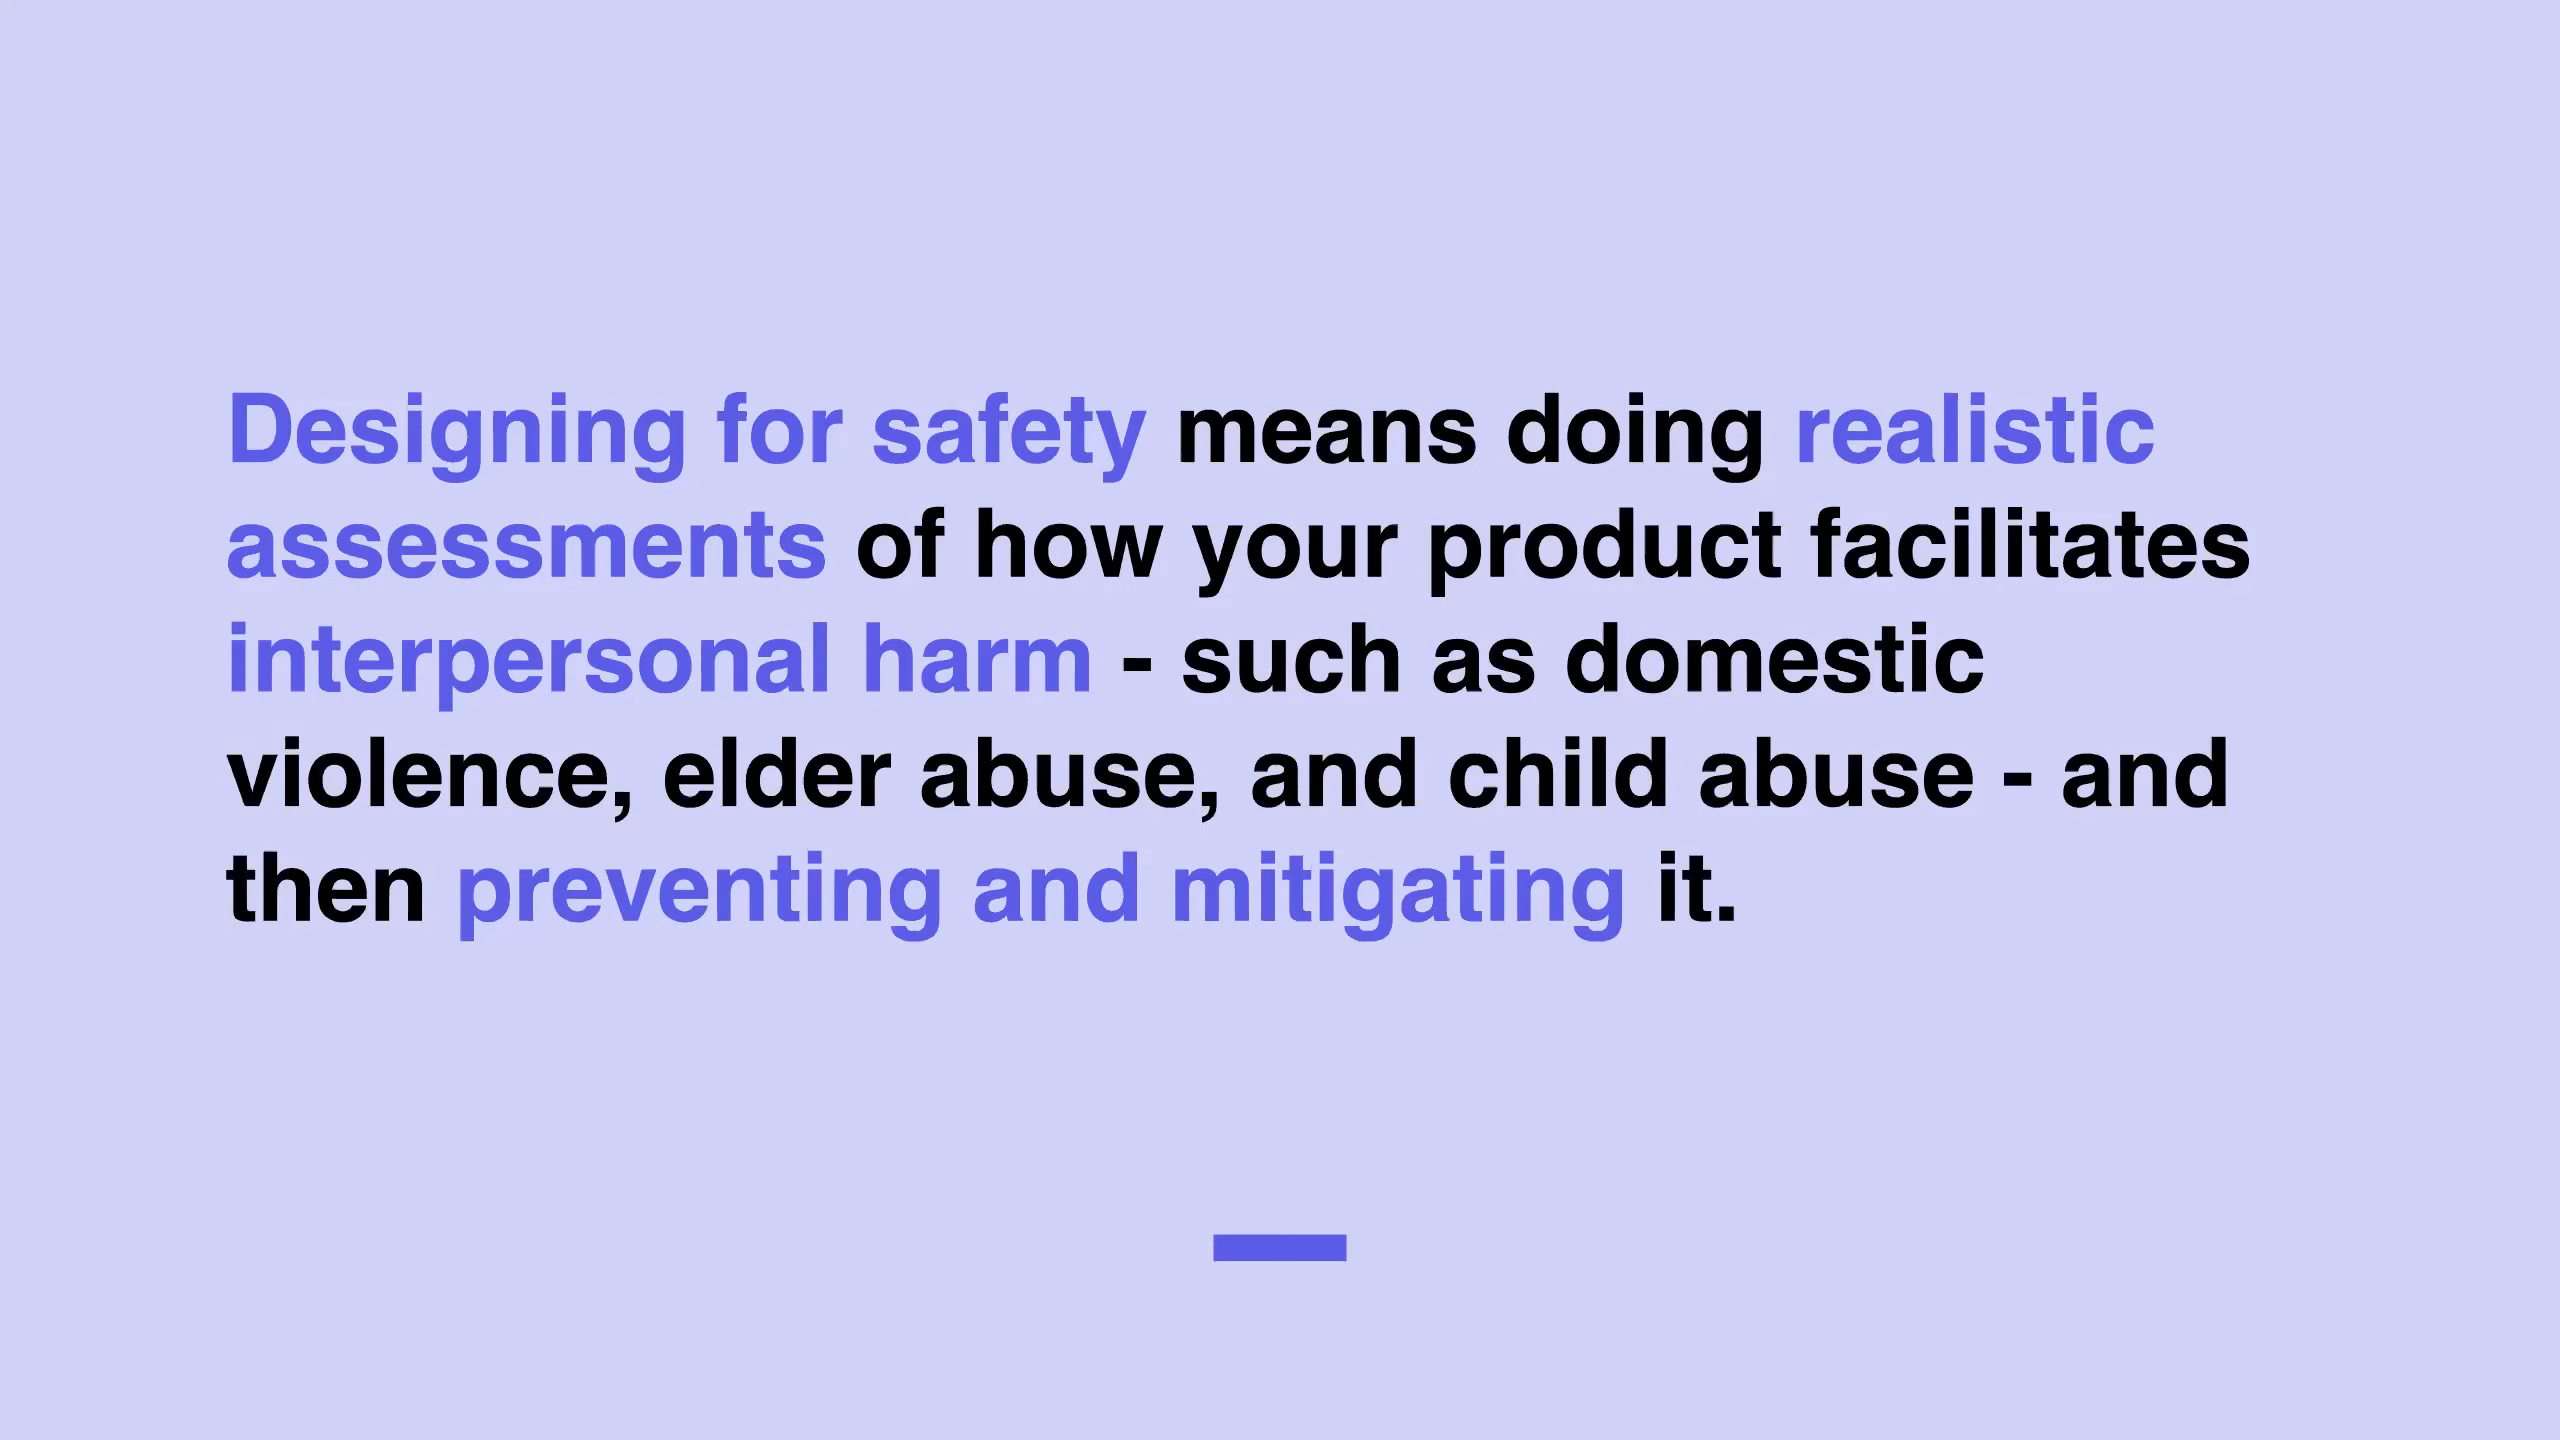 Designing for safety means doing realistic
assessments of how your product facilitates
interpersonal harm - such as domestic
violence, elder abuse, and child abuse - and
then preventing and mitigating it.